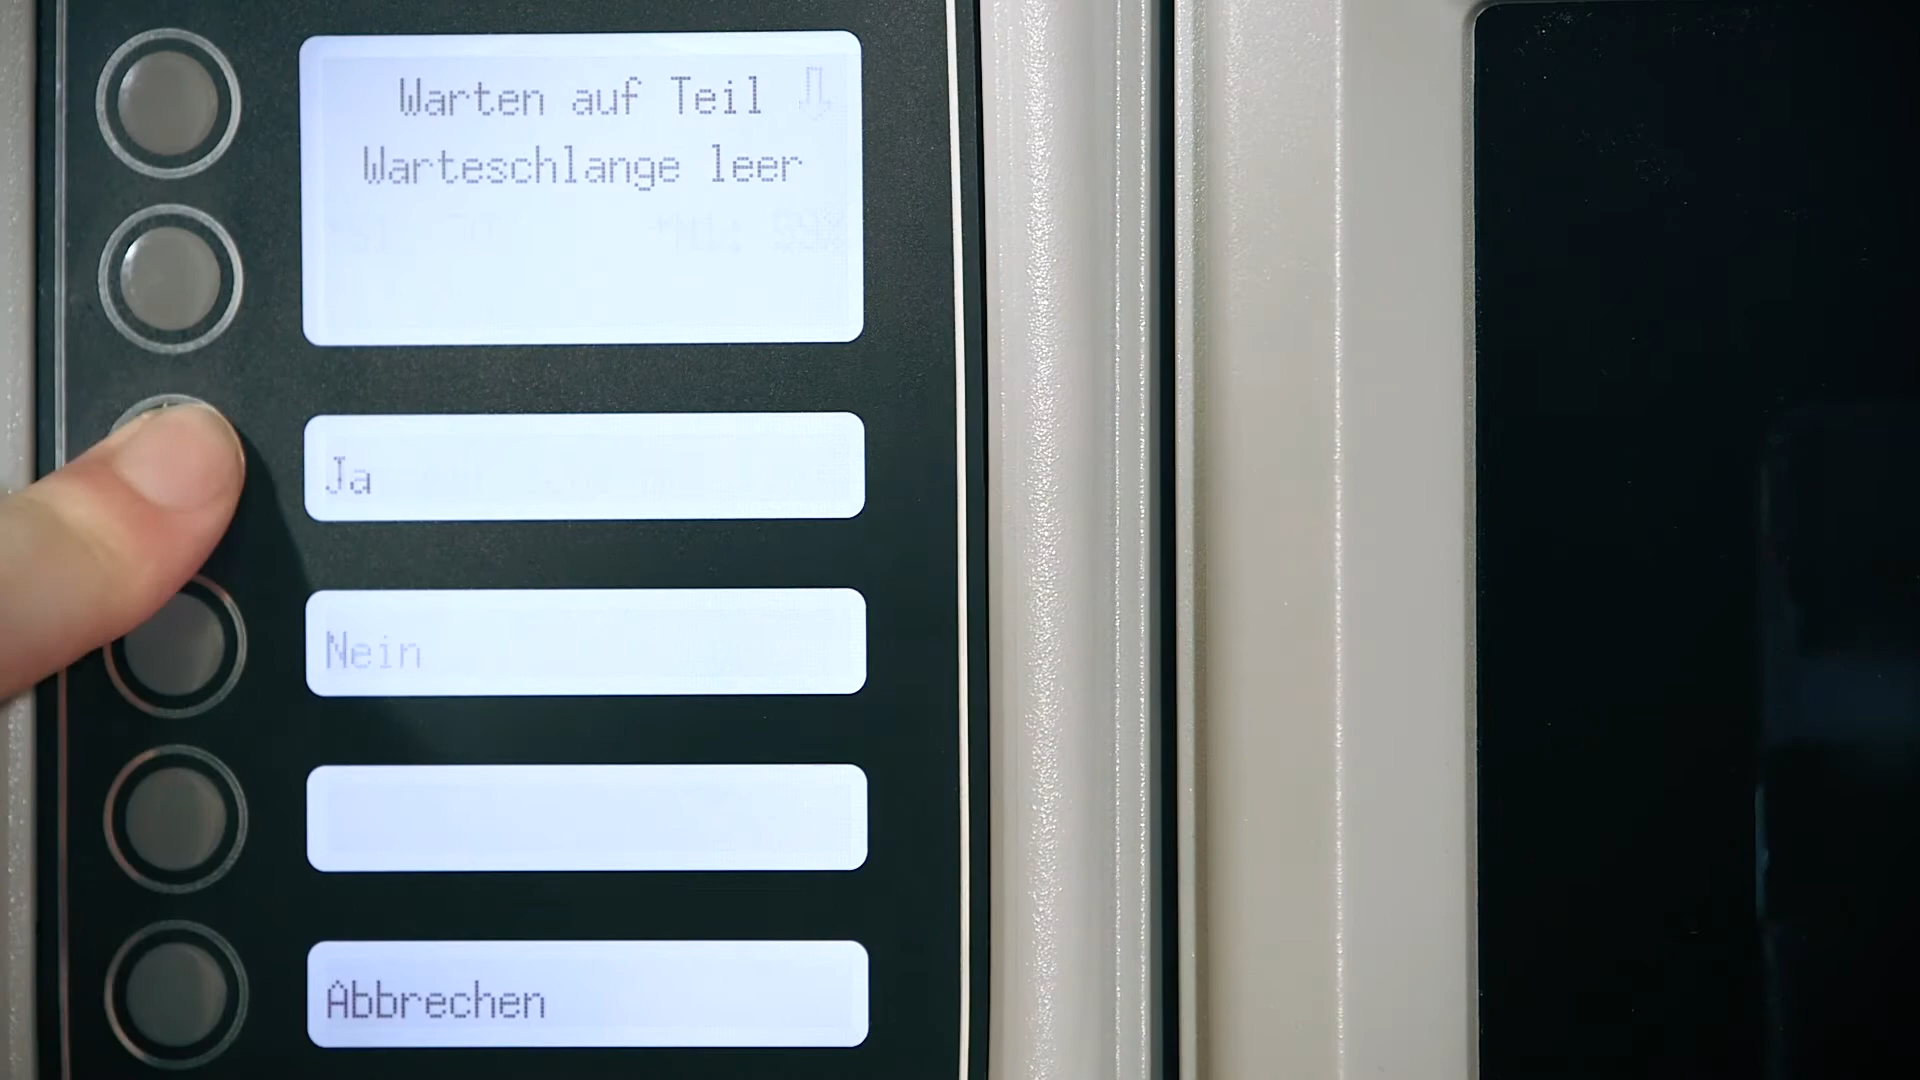 Warten auf Teil
Warteschlange leer
Ja
Nein
Abbrechen